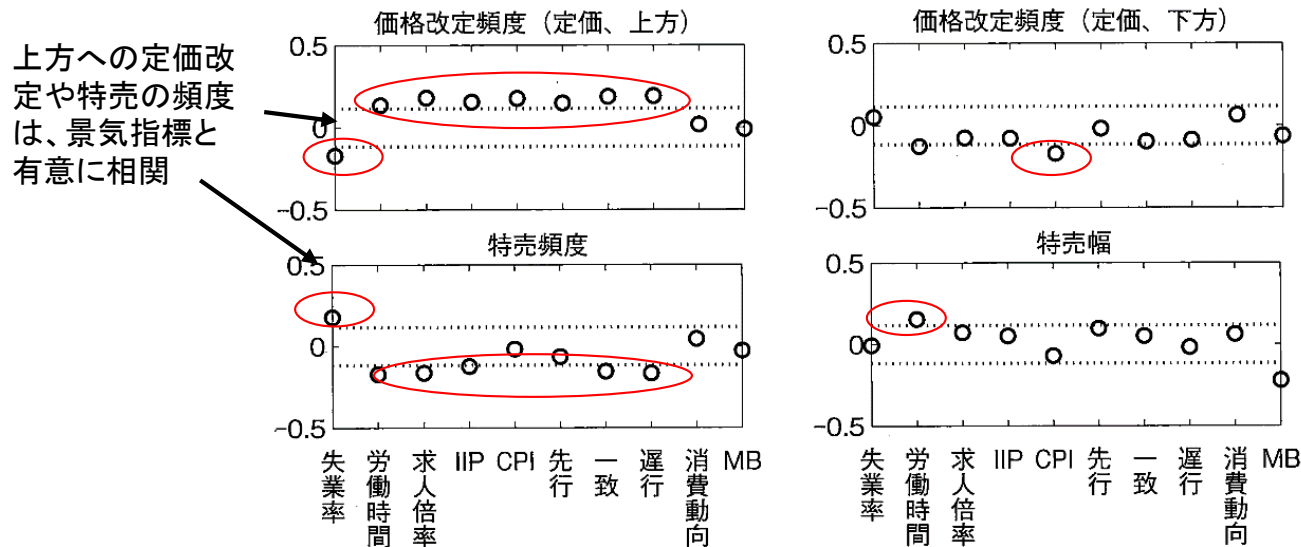 上方への定価改
定や特売の頻度
は、景気指標と
有意に相関
価格改定頻度（定価、上方）
0.5
0
-0.5
価格改定頻度（定価、下方）
0.5
0
-0.5
特売頻度
0.5
0
-0.5
失業率
労働時間
求人倍率
IIP
CPI
先行
一致
遅行
消費動向
MB
特売幅
0.5
0
-0.5
失業率
労働時間
求人倍率
IIP
CPI
先行
一致
遅行
消費動向
MB